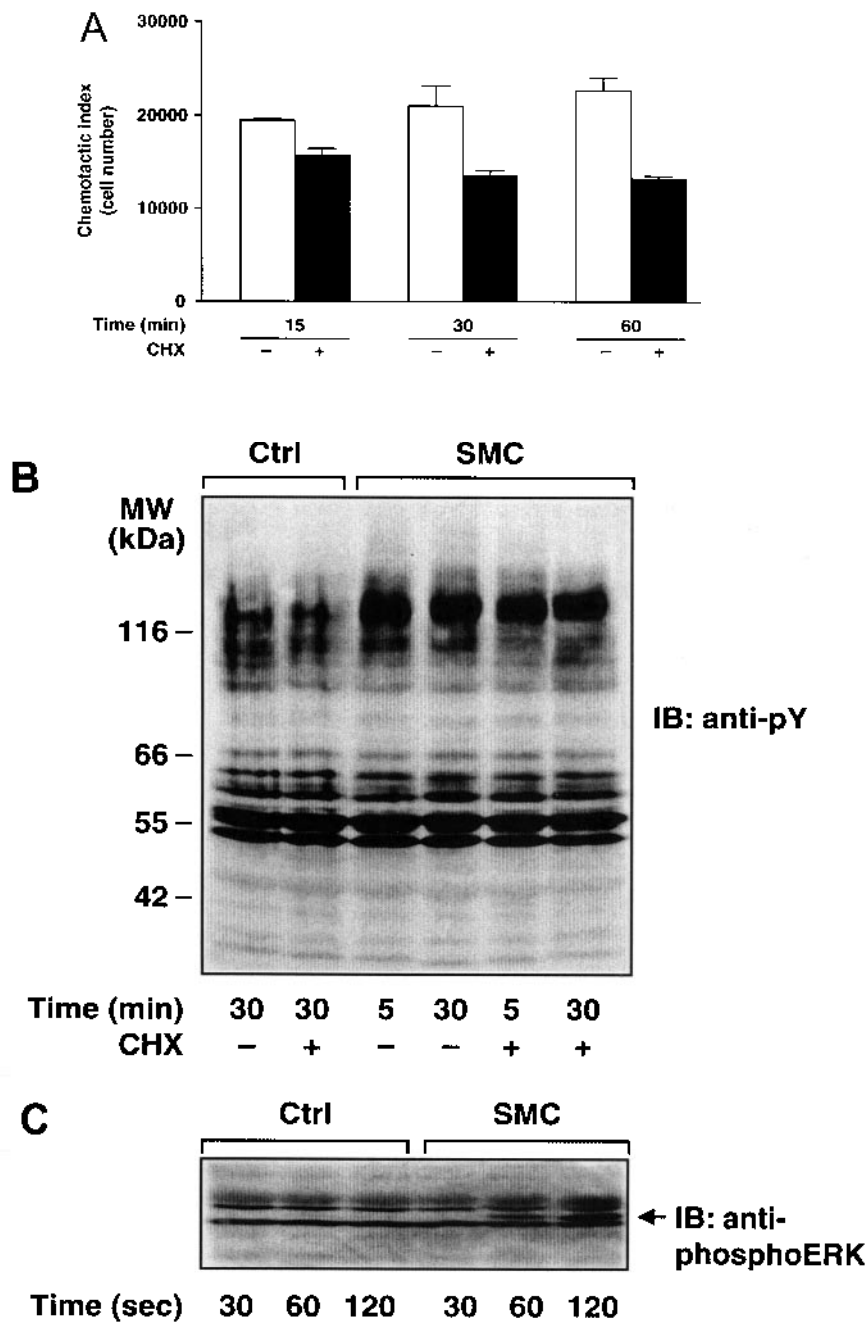 A
30000
20000
10000
0
Chemotactic index
(cell number)
Time (min) 15 30 60
CHX – + – + – +
B
Ctrl SMC
MW
(kDa)
116 –
66 –
55 –
42 –
IB: anti-pY
Time (min) 30 30 5 30 5 30
CHX – + – – + +
C
Ctrl SMC
IB: anti-
phosphoERK
Time (sec) 30 60 120 30 60 120